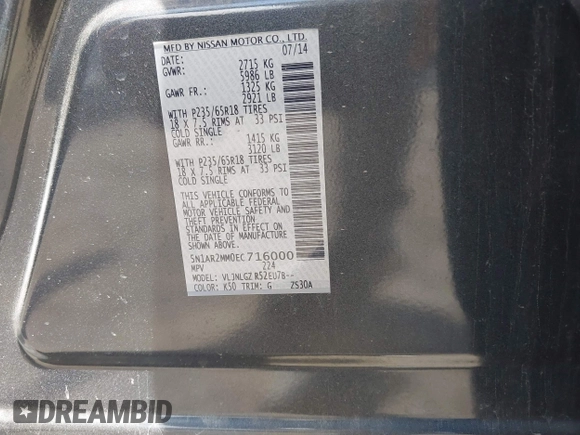 MFD BY NISSAN MOTOR CO., LTD.
DATE: 07/14
GVWR: 2715 KG
5986 LB
GAWR FR.: 1325 KG
2921 LB
WITH P235/65R18 TIRES
18 X 7.5 RIMS AT 33 PSI
COLD SINGLE
GAWR RR.: 1415 KG
3120 LB
WITH P235/65R18 TIRES
18 X 7.5 RIMS AT 33 PSI
COLD SINGLE
THIS VEHICLE CONFORMS TO
ALL APPLICABLE FEDERAL
MOTOR VEHICLE SAFETY AND
THEFT PREVENTION
STANDARDS IN EFFECT ON
THE DATE OF MANUFACTURE
SHOWN ABOVE.
5N1AR2MM0EC716000
MPV 224
MODEL: VLJNLGZ R52EU7B--
COLOR: K50 TRIM: G ZS30A
DREAMBID